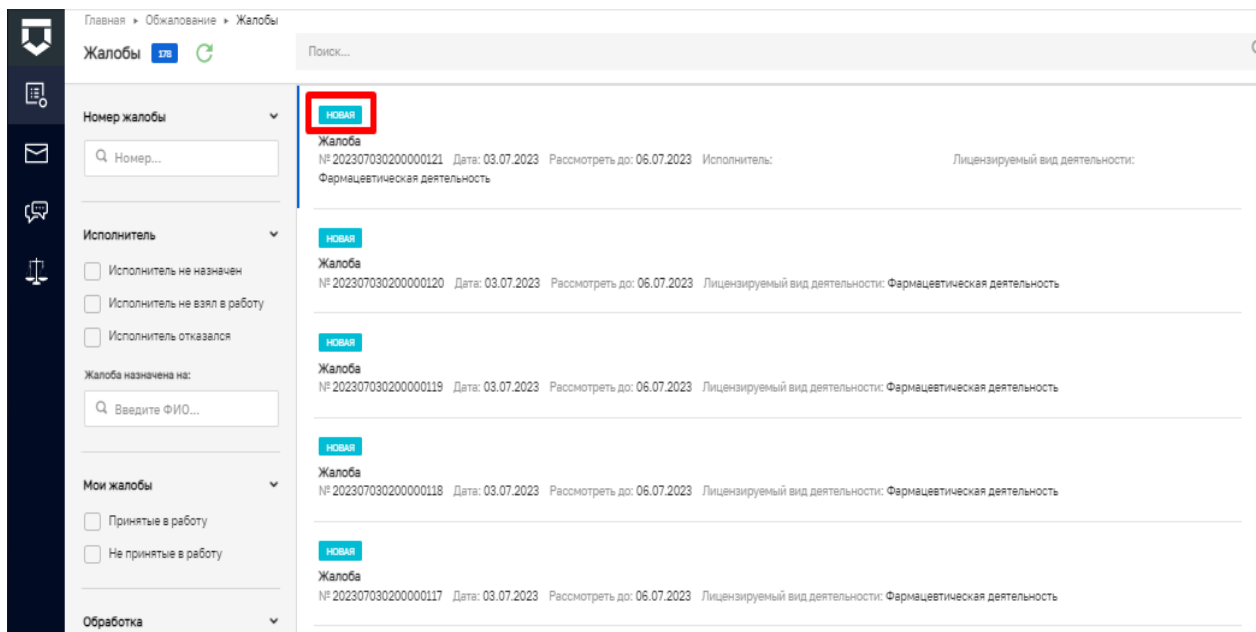 Главная ▸ Обжалование ▸ Жалобы
Жалобы 178
Поиск...
Номер жалобы
Номер...
Исполнитель
Исполнитель не назначен
Исполнитель не взял в работу
Исполнитель отказался
Жалоба назначена на:
Введите ФИО...
Мои жалобы
Принятые в работу
Не принятые в работу
Обработка
НОВАЯ
Жалоба
№ 202307030200000121 Дата: 03.07.2023 Рассмотреть до: 06.07.2023 Исполнитель: Лицензируемый вид деятельности:
Фармацевтическая деятельность
НОВАЯ
Жалоба
№ 202307030200000120 Дата: 03.07.2023 Рассмотреть до: 06.07.2023 Лицензируемый вид деятельности: Фармацевтическая деятельность
НОВАЯ
Жалоба
№ 202307030200000119 Дата: 03.07.2023 Рассмотреть до: 06.07.2023 Лицензируемый вид деятельности: Фармацевтическая деятельность
НОВАЯ
Жалоба
№ 202307030200000118 Дата: 03.07.2023 Рассмотреть до: 06.07.2023 Лицензируемый вид деятельности: Фармацевтическая деятельность
НОВАЯ
Жалоба
№ 202307030200000117 Дата: 03.07.2023 Рассмотреть до: 06.07.2023 Лицензируемый вид деятельности: Фармацевтическая деятельность